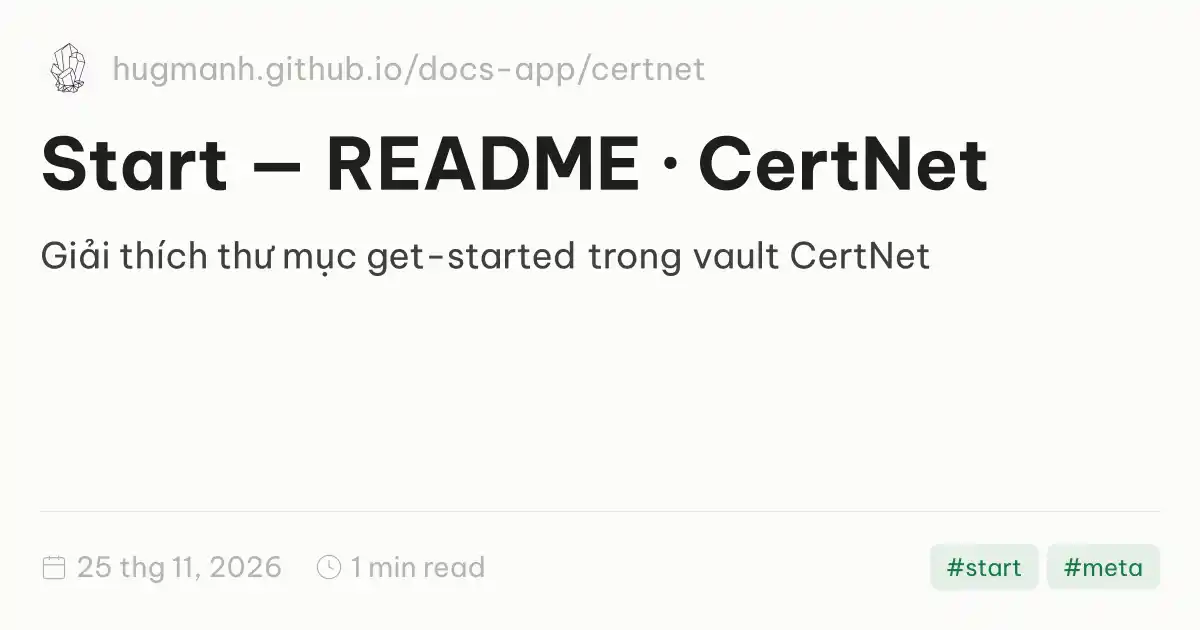 hugmanh.github.io/docs-app/certnet
Start — README · CertNet
Giải thích thư mục get-started trong vault CertNet
25 thg 11, 2026 1 min read #start #meta